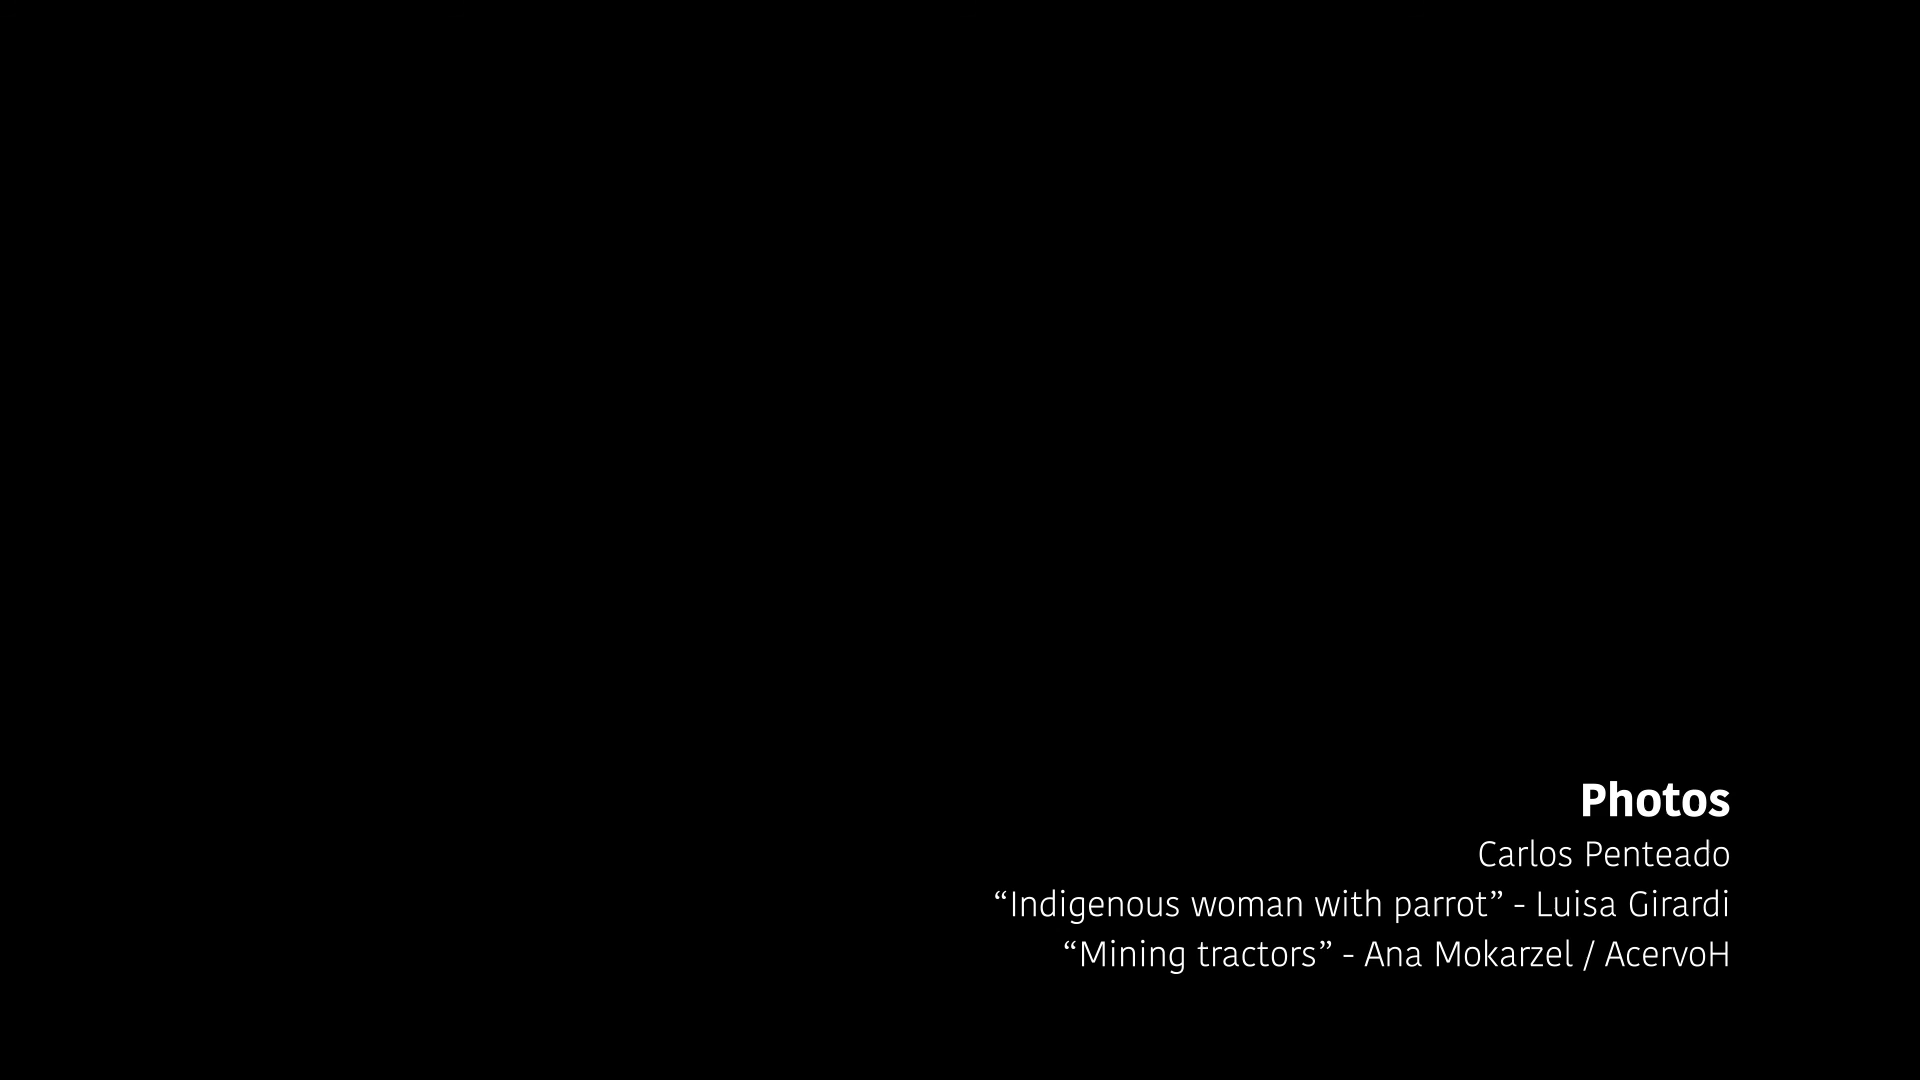 Photos
Carlos Penteado
“Indigenous woman with parrot” - Luisa Girardi
“Mining tractors” - Ana Mokarzel / AcervoH